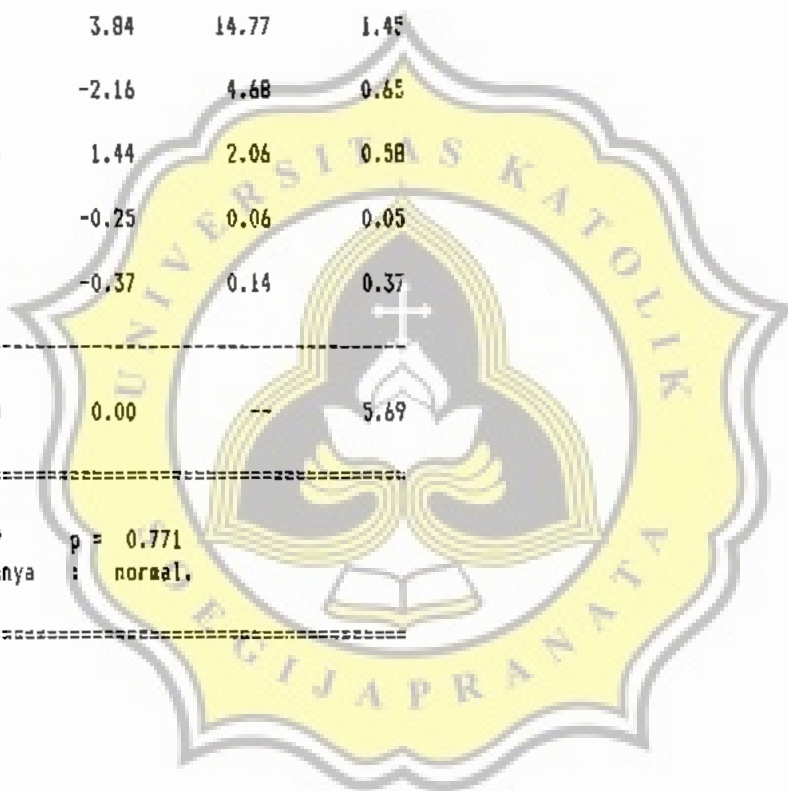 3.84 14.77 1.45
-2.16 4.68 0.65
1.44 2.06 0.58
-0.25 0.06 0.05
-0.37 0.14 0.37
0.00 -- 5.69
p = 0.771
nya : normal.
UNIVERSITAS KATOLIK
SOEGIJAPRANATA